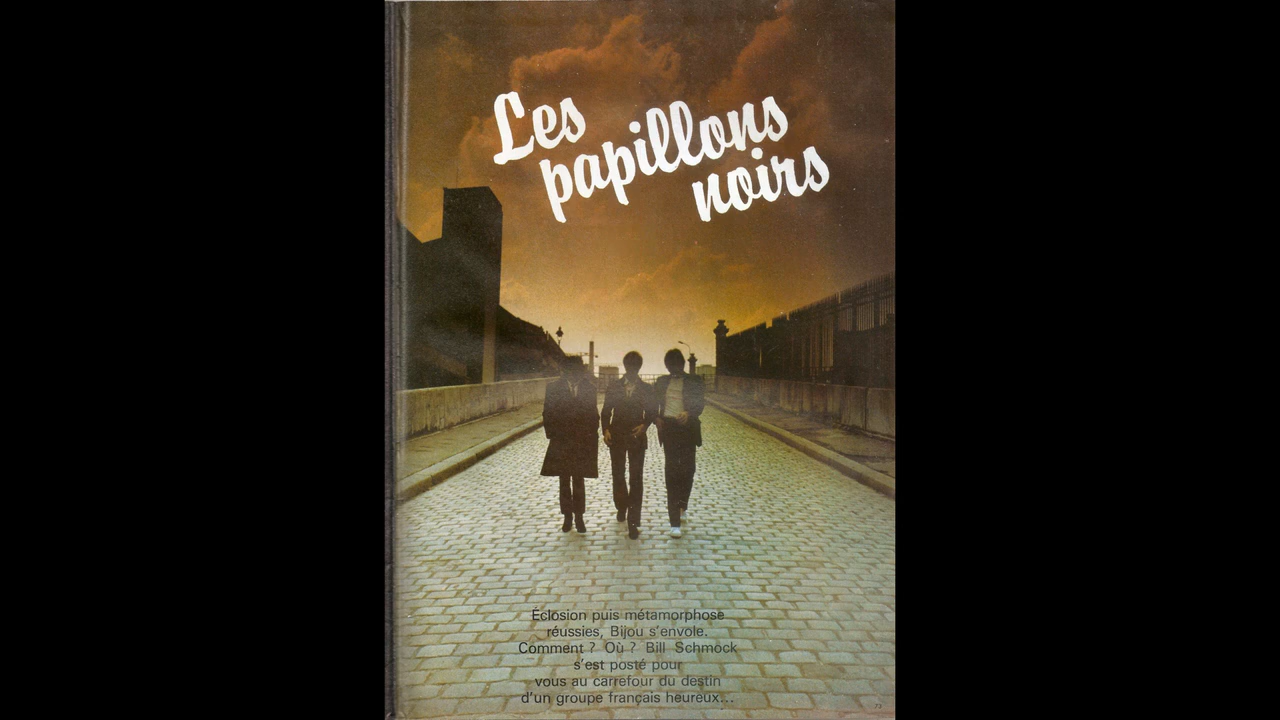 Les
papillons
noirs
Éclosion puis métamorphose
réussies, Bijou s'envole.
Comment ? Où ? Bill Schmock
s'est posté pour
vous au carrefour du destin
d'un groupe français heureux...